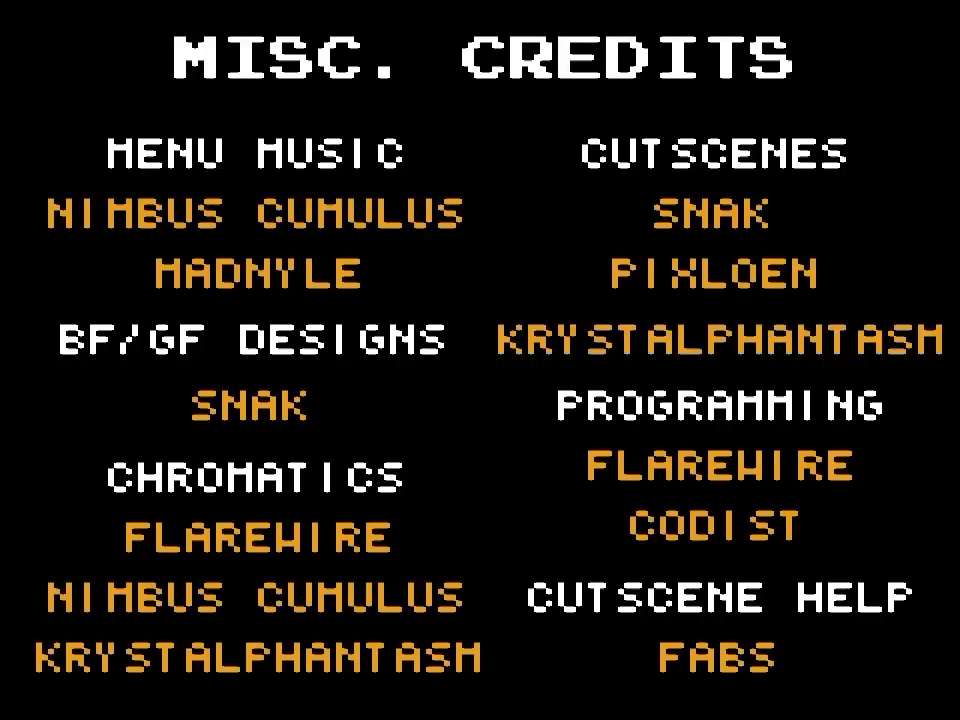 MISC. CREDITS
MENU MUSIC
NIMBUS CUMULUS
MADNYLE
BF/GF DESIGNS
SNAK
CHROMATICS
FLAREWIRE
NIMBUS CUMULUS
KRYSTALPHANTASM
CUTSCENES
SNAK
PIXLOEN
KRYSTALPHANTASM
PROGRAMMING
FLAREWIRE
CODIST
CUTSCENE HELP
FABS